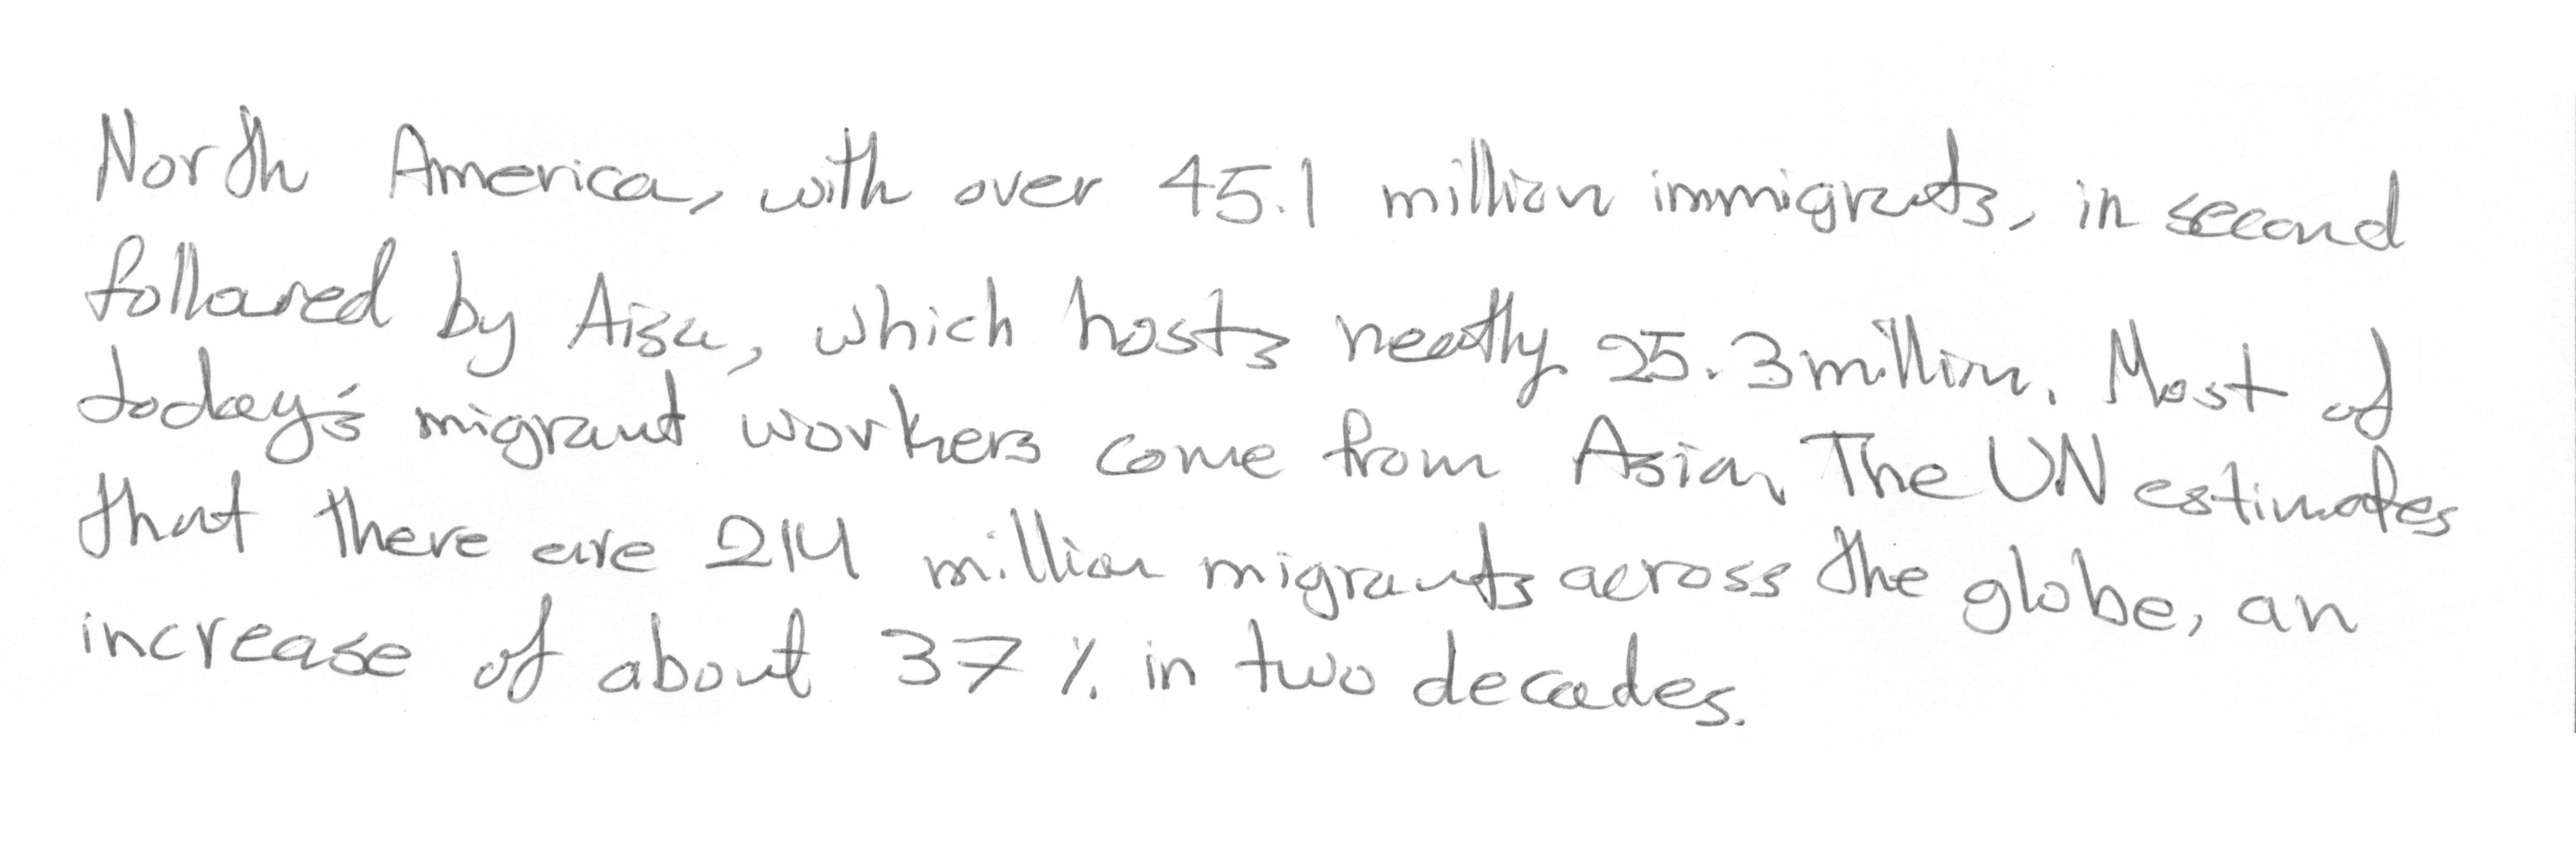 North America, with over 45.1 million immigrants, in second
followed by Aisa, which hosts neatly 25.3 million. Most of
today's migrant workers come from Asia, The UN estimates
that there are 214 million migrants across the globe, an
increase of about 37 % in two decades.